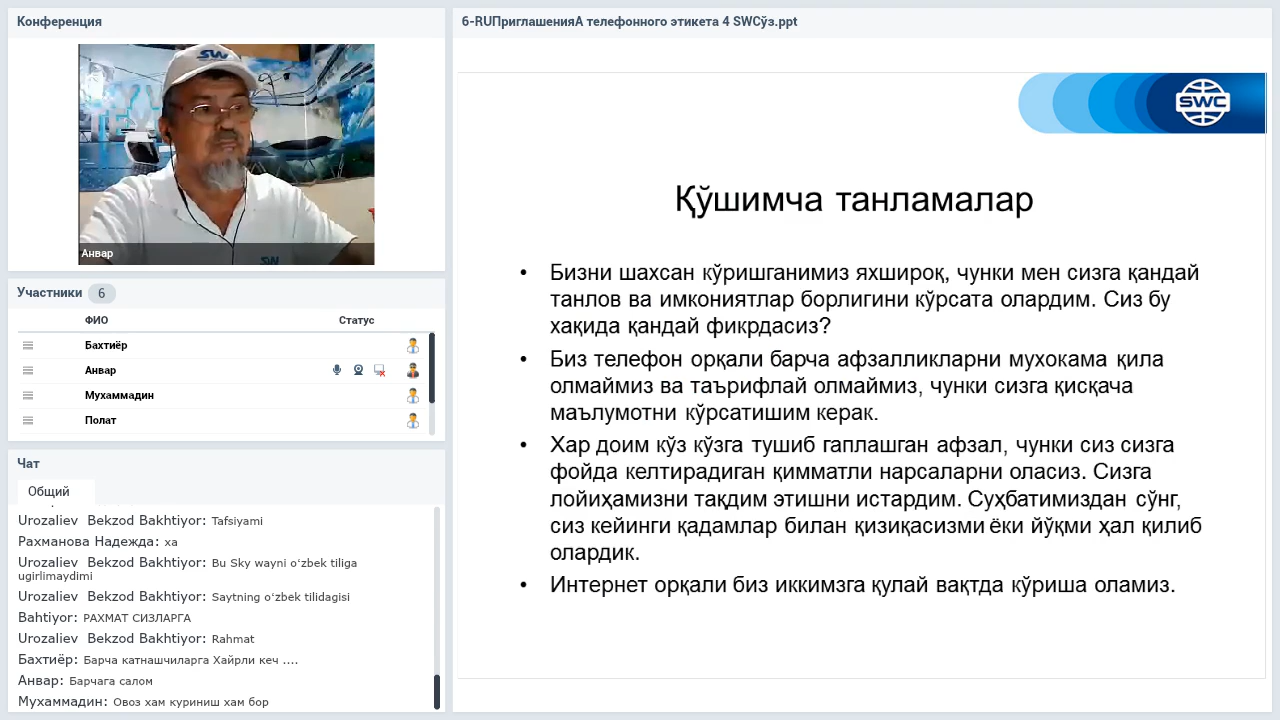 Конференция
SW
Анвар
SW
Участники 6
ФИО Статус
Бахтиёр
Анвар
Мухаммадин
Полат
Чат
Общий
Urozaliev Bekzod Bakhtiyor: Tafsiyami
Рахманова Надежда: ха
Urozaliev Bekzod Bakhtiyor: Bu Sky wayni oʻzbek tiliga
ugirlimaydimi
Urozaliev Bekzod Bakhtiyor: Saytning oʻzbek tilidagisi
Bahtiyor: РАХМАТ СИЗЛАРГА
Urozaliev Bekzod Bakhtiyor: Rahmat
Бахтиёр: Барча катнашчиларга Хайрли кеч ....
Анвар: Барчага салом
Мухаммадин: Овоз хам куриниш хам бор
6-RUПриглашенияА телефонного этикета 4 SWCўз.ppt
SWC
Қўшимча танламалар
• Бизни шахсан кўришганимиз яхшироқ, чунки мен сизга қандай
танлов ва имкониятлар борлигини кўрсата олардим. Сиз бу
хақида қандай фикрдасиз?
• Биз телефон орқали барча афзалликларни мухокама қила
олмаймиз ва таърифлай олмаймиз, чунки сизга қисқача
маълумотни кўрсатишим керак.
• Хар доим кўз кўзга тушиб гаплашган афзал, чунки сиз сизга
фойда келтирадиган қимматли нарсаларни оласиз. Сизга
лойиҳамизни тақдим этишни истардим. Суҳбатимиздан сўнг,
сиз кейинги қадамлар билан қизиқасизми ёки йўқми ҳал қилиб
олардик.
• Интернет орқали биз иккимзга қулай вақтда кўриша оламиз.